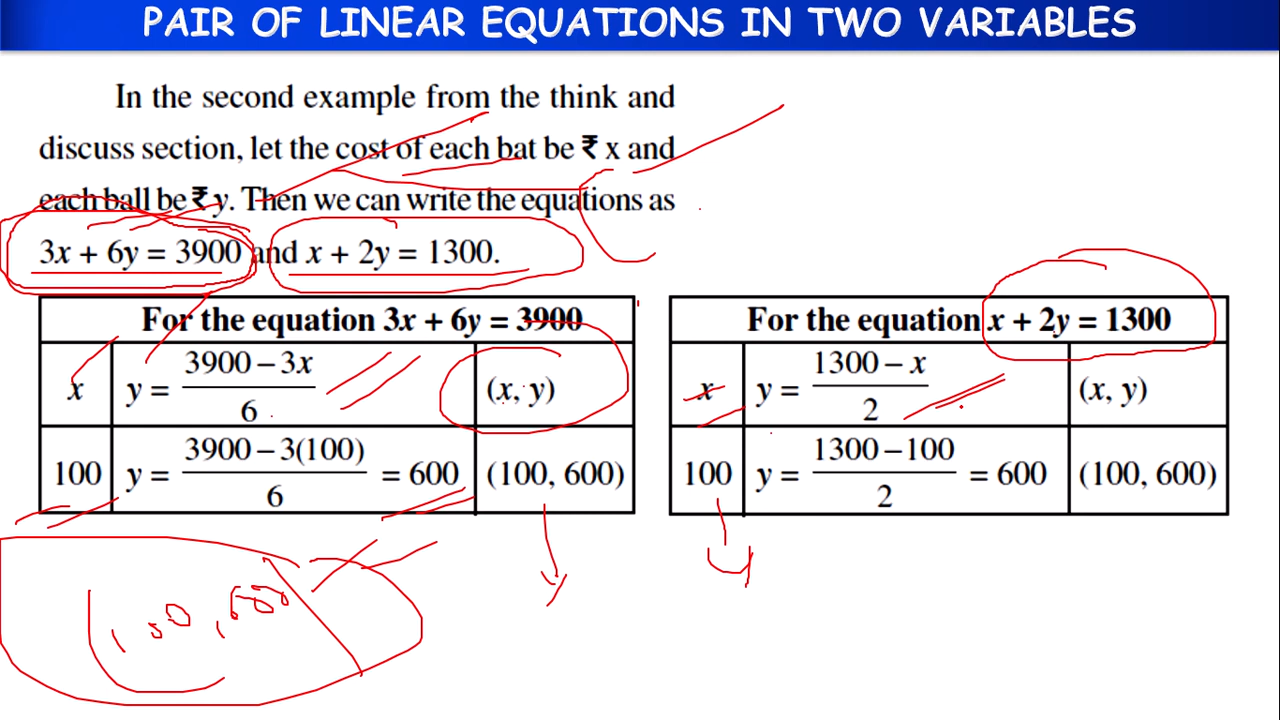 PAIR OF LINEAR EQUATIONS IN TWO VARIABLES
In the second example from the think and
discuss section, let the cost of each bat be ₹ x and
each ball be ₹ y. Then we can write the equations as
3x + 6y = 3900 and x + 2y = 1300.
For the equation 3x + 6y = 3900
x y = (3900 – 3x)/6 (x, y)
100 y = (3900 – 3(100))/6 = 600 (100, 600)
For the equation x + 2y = 1300
x y = (1300 – x)/2 (x, y)
100 y = (1300 – 100)/2 = 600 (100, 600)
100, 600